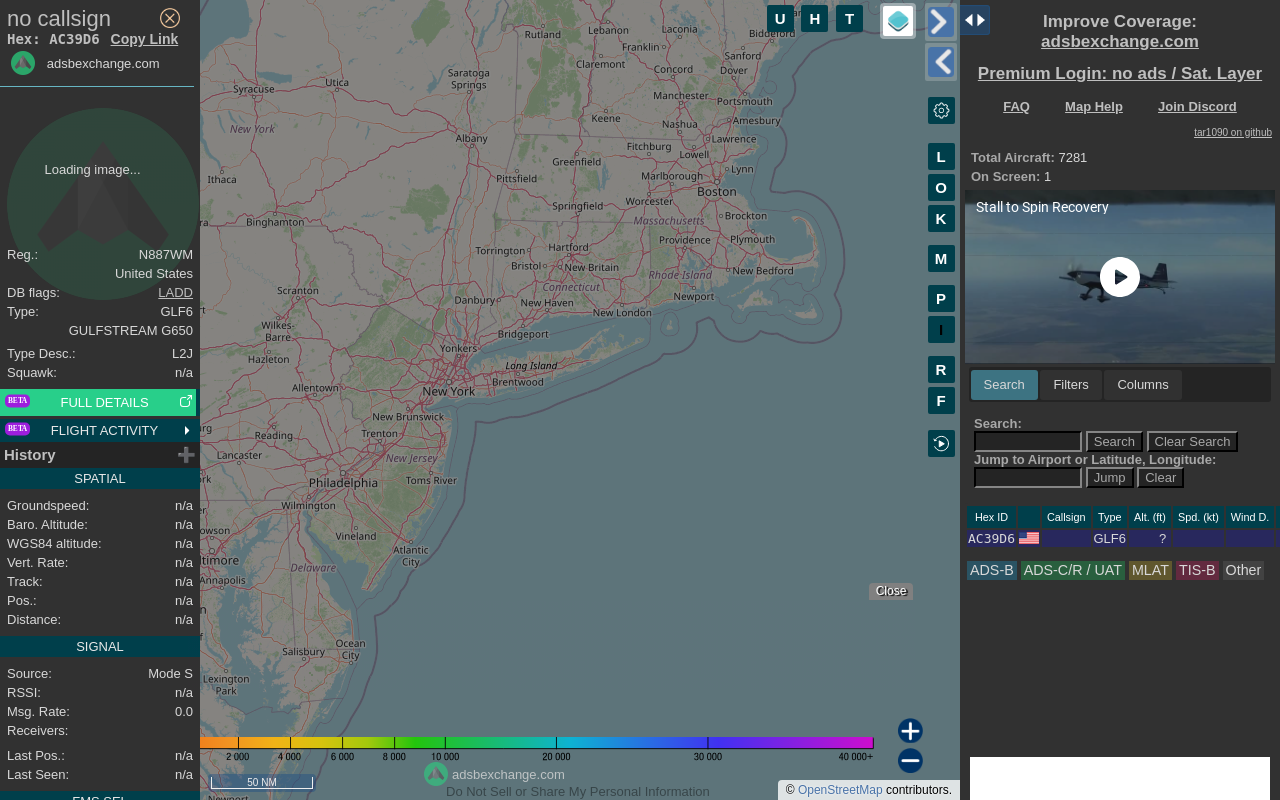 no callsign
Hex: AC39D6 Copy Link
adsbexchange.com
Loading image...
Reg.: N887WM
United States
DB flags: LADD
Type: GLF6
GULFSTREAM G650
Type Desc.: L2J
Squawk: n/a
BETA FULL DETAILS
BETA FLIGHT ACTIVITY
History
SPATIAL
Groundspeed: n/a
Baro. Altitude: n/a
WGS84 altitude: n/a
Vert. Rate: n/a
Track: n/a
Pos.: n/a
Distance: n/a
SIGNAL
Source: Mode S
RSSI: n/a
Msg. Rate: 0.0
Receivers:
Last Pos.: n/a
Last Seen: n/a
U H T
L
O
K
M
P
I
R
F
Rutland
Lebanon
Laconia
Biddeford
Franklin
Sanford
Claremont
Concord
Dover
Saratoga
Springs
Utica
Syracuse
Manchester
Portsmouth
Keene
Nashua
Amesbury
New York
Albany
Fitchburg
Lawrence
Greenfield
Lowell
Lynn
Pittsfield
Marlborough
Ithaca
Boston
Worcester
Springfield
Massachusetts
Brockton
Binghamton
Plymouth
Torrington
Hartford
Providence
Bristol
New Britain
New Bedford
Rhode Island
Connecticut
Newport
Scranton
Danbury
New Haven
New London
Wilkes-
Barre
Bridgeport
Yonkers
Hazleton
Long Island
Brentwood
Allentown
New York
New Brunswick
Reading
Trenton
Lancaster
New Jersey
Toms River
Philadelphia
Wilmington
Vineland
Atlantic
City
Delaware
Annapolis
Ocean
City
Salisbury
Lexington
Park
Close
2 000 4 000 6 000 8 000 10 000 20 000 30 000 40 000+
50 NM
adsbexchange.com
Do Not Sell or Share My Personal Information
© OpenStreetMap contributors.
Improve Coverage:
adsbexchange.com
Premium Login: no ads / Sat. Layer
FAQ Map Help Join Discord
tar1090 on github
Total Aircraft: 7281
On Screen: 1
Stall to Spin Recovery
Search Filters Columns
Search:
Search Clear Search
Jump to Airport or Latitude, Longitude:
Jump Clear
Hex ID Callsign Type Alt. (ft) Spd. (kt) Wind D.
AC39D6 GLF6 ?
ADS-B ADS-C/R / UAT MLAT TIS-B Other